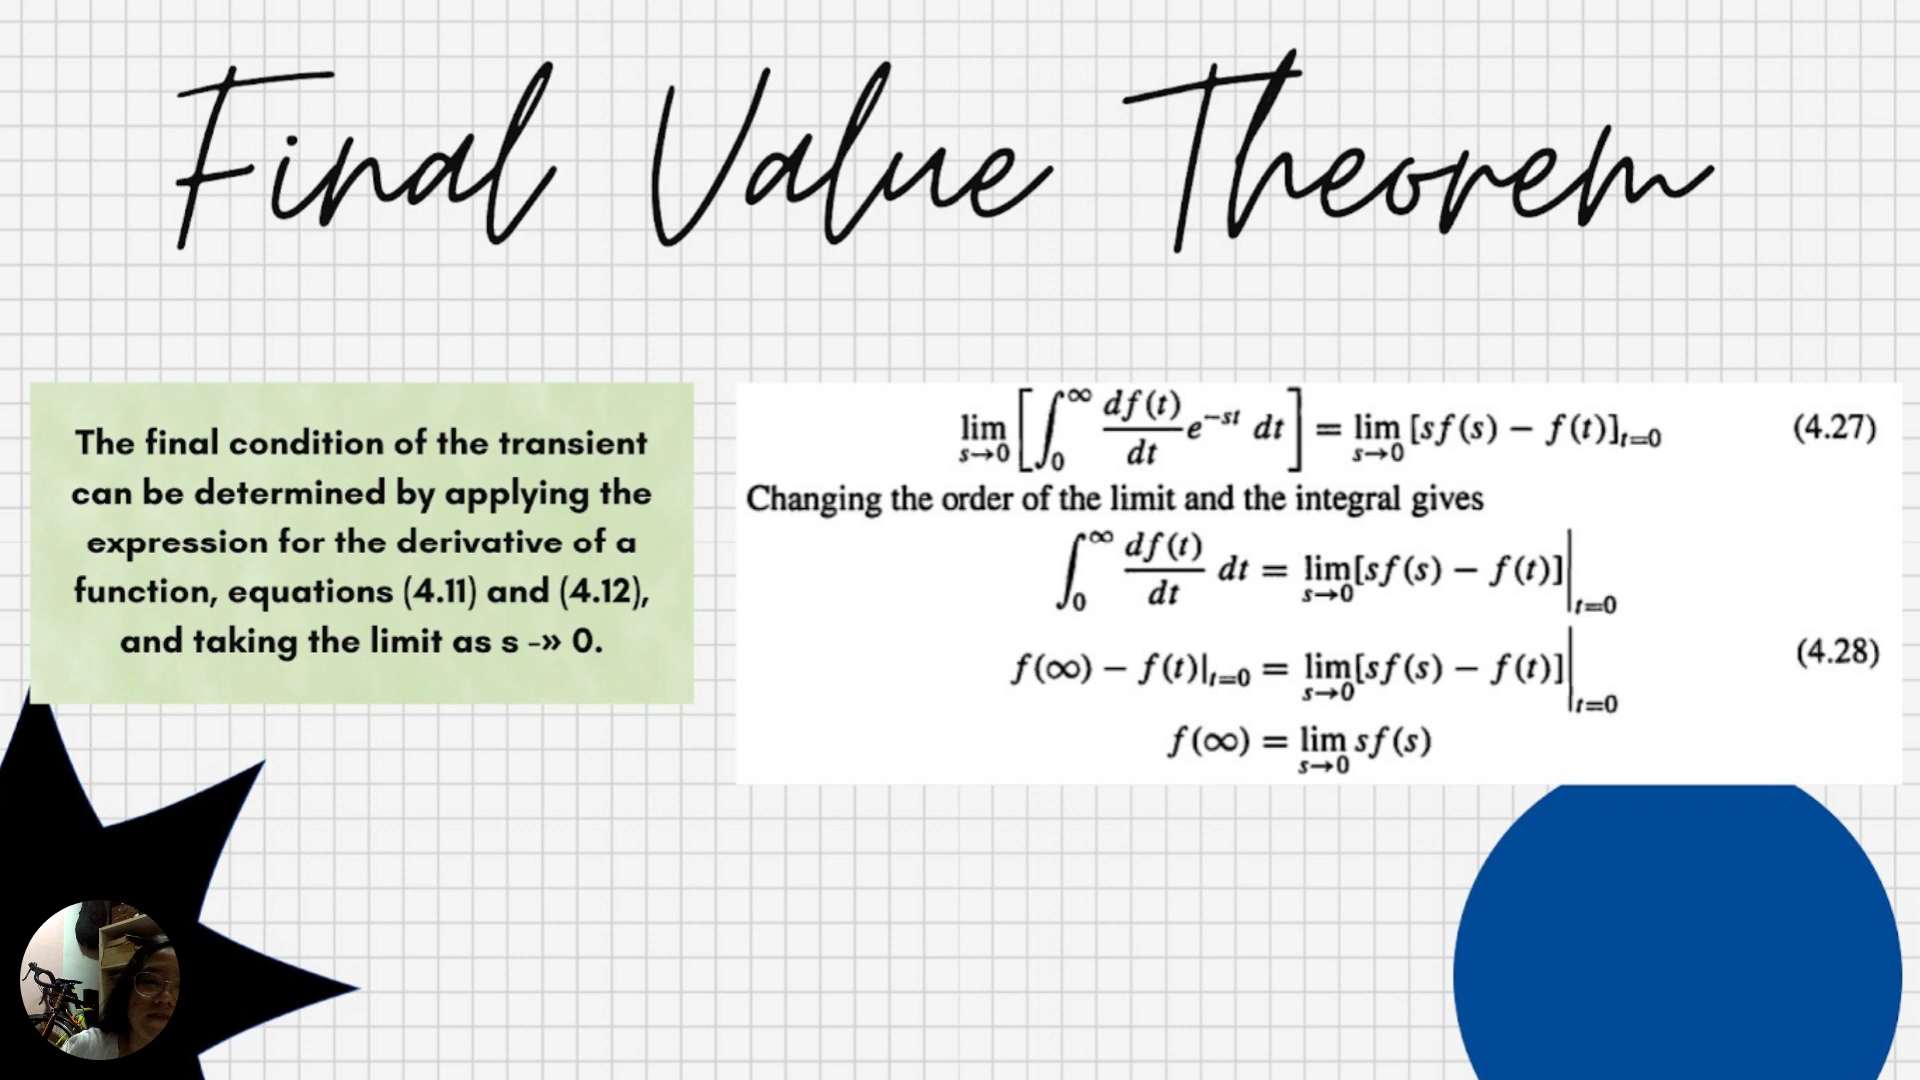 Final Value Theorem
The final condition of the transient
can be determined by applying the
expression for the derivative of a
function, equations (4.11) and (4.12),
and taking the limit as s -» 0.
lim s→0 [∫₀^∞ df(t)/dt e^−st dt] = lim s→0 [sf(s) − f(t)]t=0 (4.27)
Changing the order of the limit and the integral gives
∫₀^∞ df(t)/dt dt = lim s→0 [sf(s) − f(t)]|t=0
f(∞) − f(t)|t=0 = lim s→0 [sf(s) − f(t)]|t=0 (4.28)
f(∞) = lim s→0 sf(s)